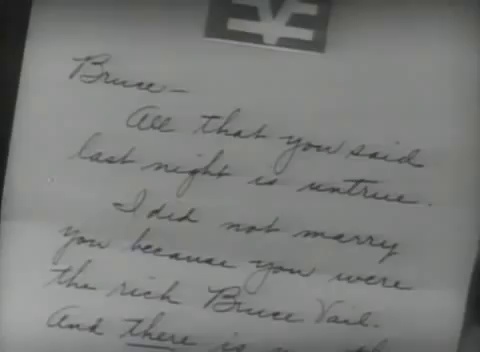 Bruce—
All that you said
last night is untrue.
I did not marry
you because you were
the rich Bruce Vail.
And there is